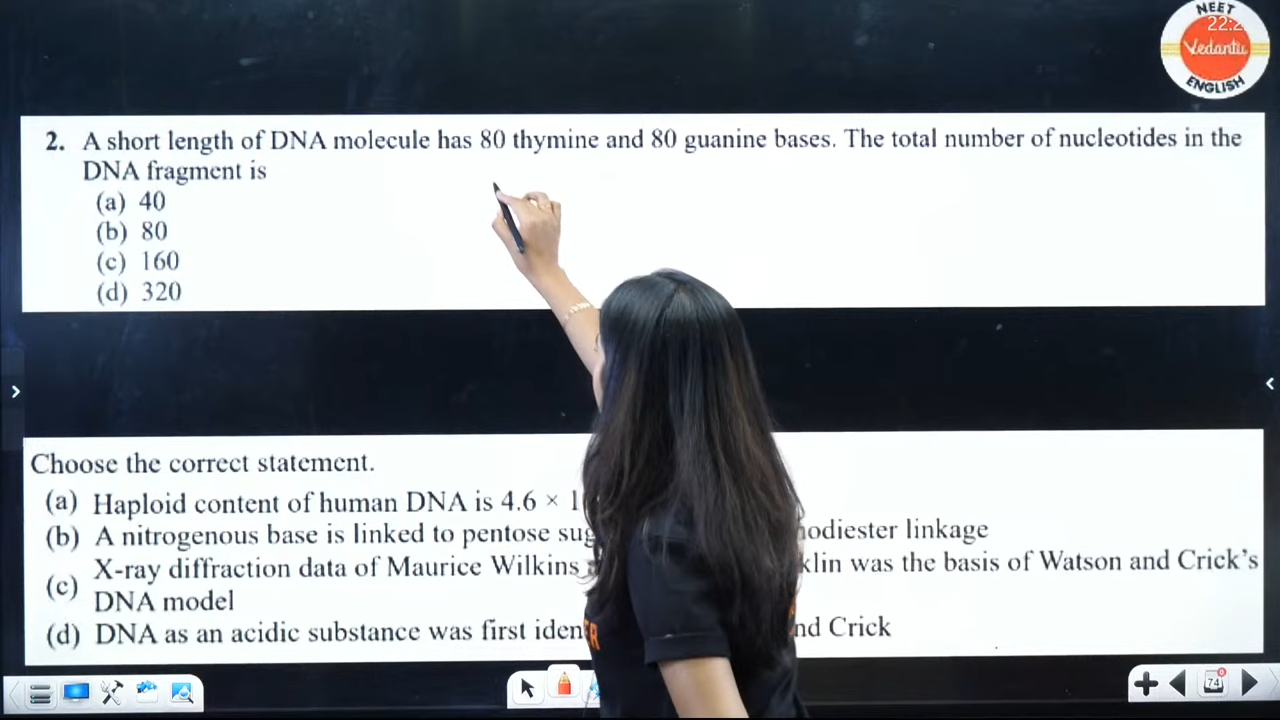 NEET
22:2
Vedantu
ENGLISH
2. A short length of DNA molecule has 80 thymine and 80 guanine bases. The total number of nucleotides in the
DNA fragment is
(a) 40
(b) 80
(c) 160
(d) 320
Choose the correct statement.
(a) Haploid content of human DNA is 4.6 × 1
(b) A nitrogenous base is linked to pentose sug odiester linkage
(c) X-ray diffraction data of Maurice Wilkins klin was the basis of Watson and Crick's
DNA model
(d) DNA as an acidic substance was first iden nd Crick
74